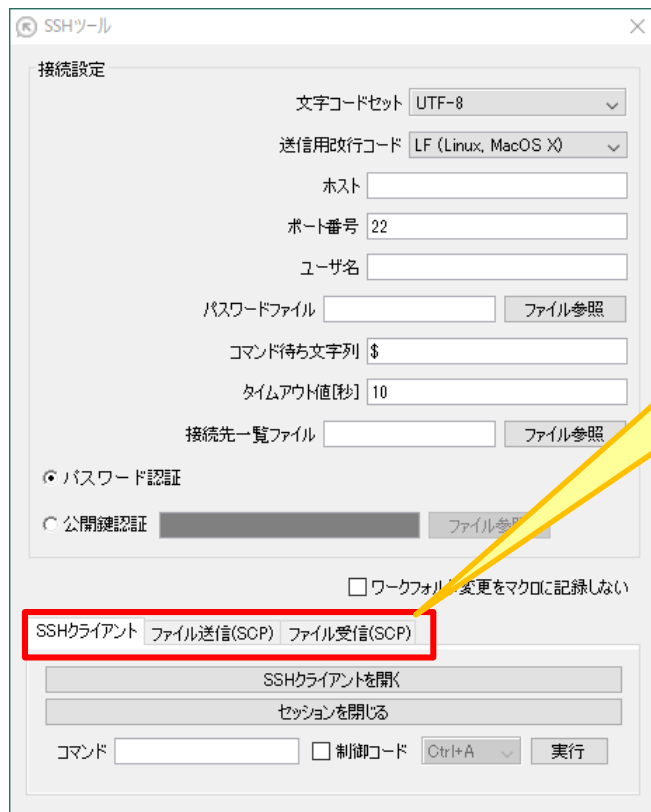 SSHツール
接続設定
文字コードセット UTF-8
送信用改行コード LF (Linux, MacOS X)
ホスト
ポート番号 22
ユーザ名
パスワードファイル ファイル参照
コマンド待ち文字列 $
タイムアウト値[秒] 10
接続先一覧ファイル ファイル参照
パスワード認証
公開鍵認証 ファイル参
ワークフォル 変更をマクロに記録しない
SSHクライアント ファイル送信(SCP) ファイル受信(SCP)
SSHクライアントを開く
セッションを閉じる
コマンド 制御コード Ctrl+A 実行